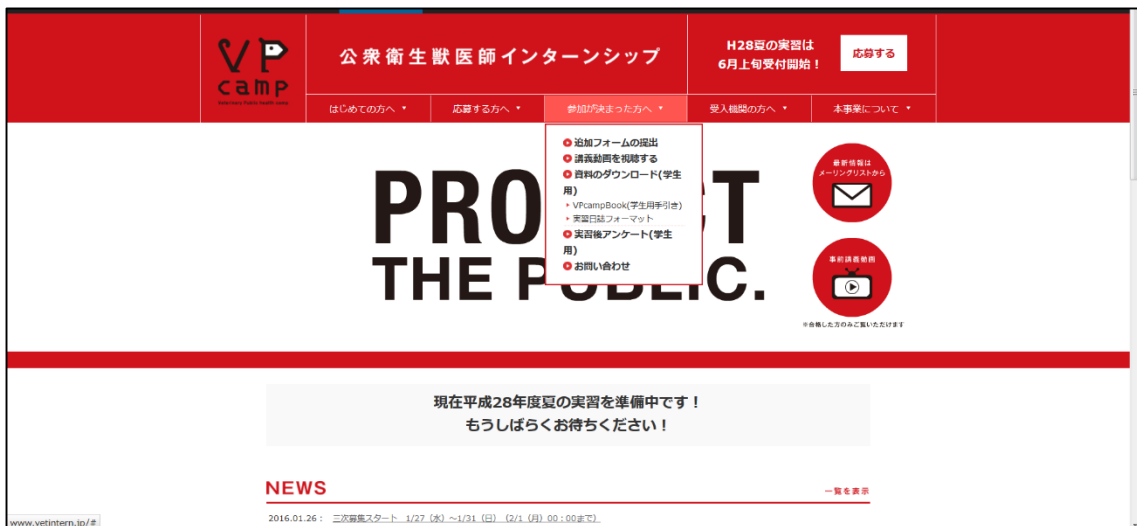 VP
camp
Veterinary Public Health camp
公衆衛生獣医師インターンシップ
H28夏の実習は
6月上旬受付開始！
応募する
はじめての方へ ▼
応募する方へ ▼
参加が決まった方へ ▼
受入機関の方へ ▼
本事業について ▼
追加フォームの提出
講義動画を視聴する
資料のダウンロード(学生
用)
VPcampBook(学生用手引き)
実習日誌フォーマット
実習後アンケート(学生
用)
お問い合わせ
PRO T
THE P UBLIC.
最新情報は
メーリングリストから
事前講義動画
※合格した方のみご覧いただけます
現在平成28年度夏の実習を準備中です！
もうしばらくお待ちください！
NEWS
一覧を表示
2016.01.26： 三次募集スタート 1/27（水）～1/31（日）（2/1（月）00：00まで）
www.vetintern.jp/#